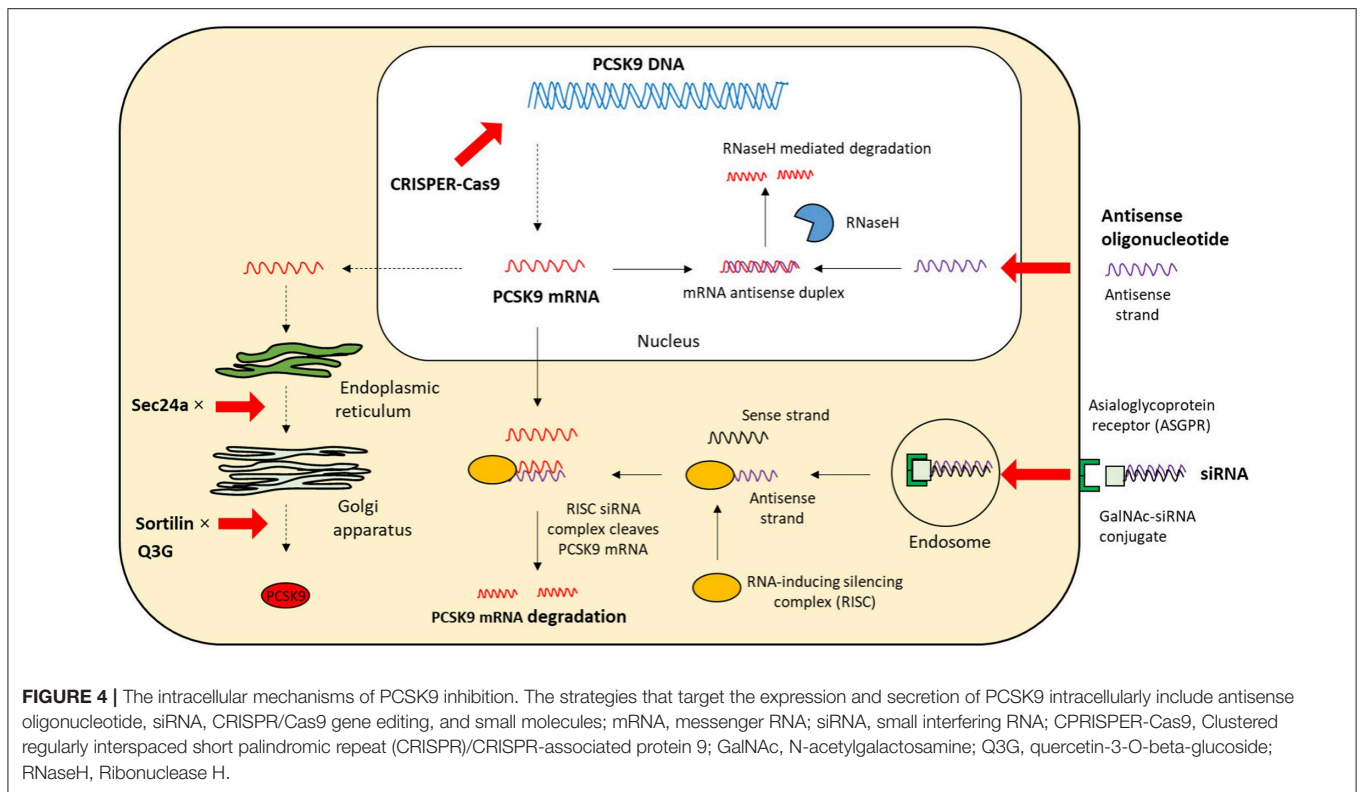 PCSK9 DNA
CRISPER-Cas9
RNaseH mediated degradation
RNaseH
Antisense
oligonucleotide
PCSK9 mRNA
mRNA antisense duplex
Antisense
strand
Nucleus
Endoplasmic
reticulum
Sec24a ×
Golgi
apparatus
Sortilin ×
Q3G
PCSK9
RISC siRNA
complex cleaves
PCSK9 mRNA
PCSK9 mRNA degradation
Sense strand
Antisense
strand
RNA-inducing silencing
complex (RISC)
Endosome
Asialoglycoprotein
receptor (ASGPR)
siRNA
GalNAc-siRNA
conjugate
FIGURE 4 | The intracellular mechanisms of PCSK9 inhibition. The strategies that target the expression and secretion of PCSK9 intracellularly include antisense
oligonucleotide, siRNA, CRISPR/Cas9 gene editing, and small molecules; mRNA, messenger RNA; siRNA, small interfering RNA; CPRISPER-Cas9, Clustered
regularly interspaced short palindromic repeat (CRISPR)/CRISPR-associated protein 9; GalNAc, N-acetylgalactosamine; Q3G, quercetin-3-O-beta-glucoside;
RNaseH, Ribonuclease H.